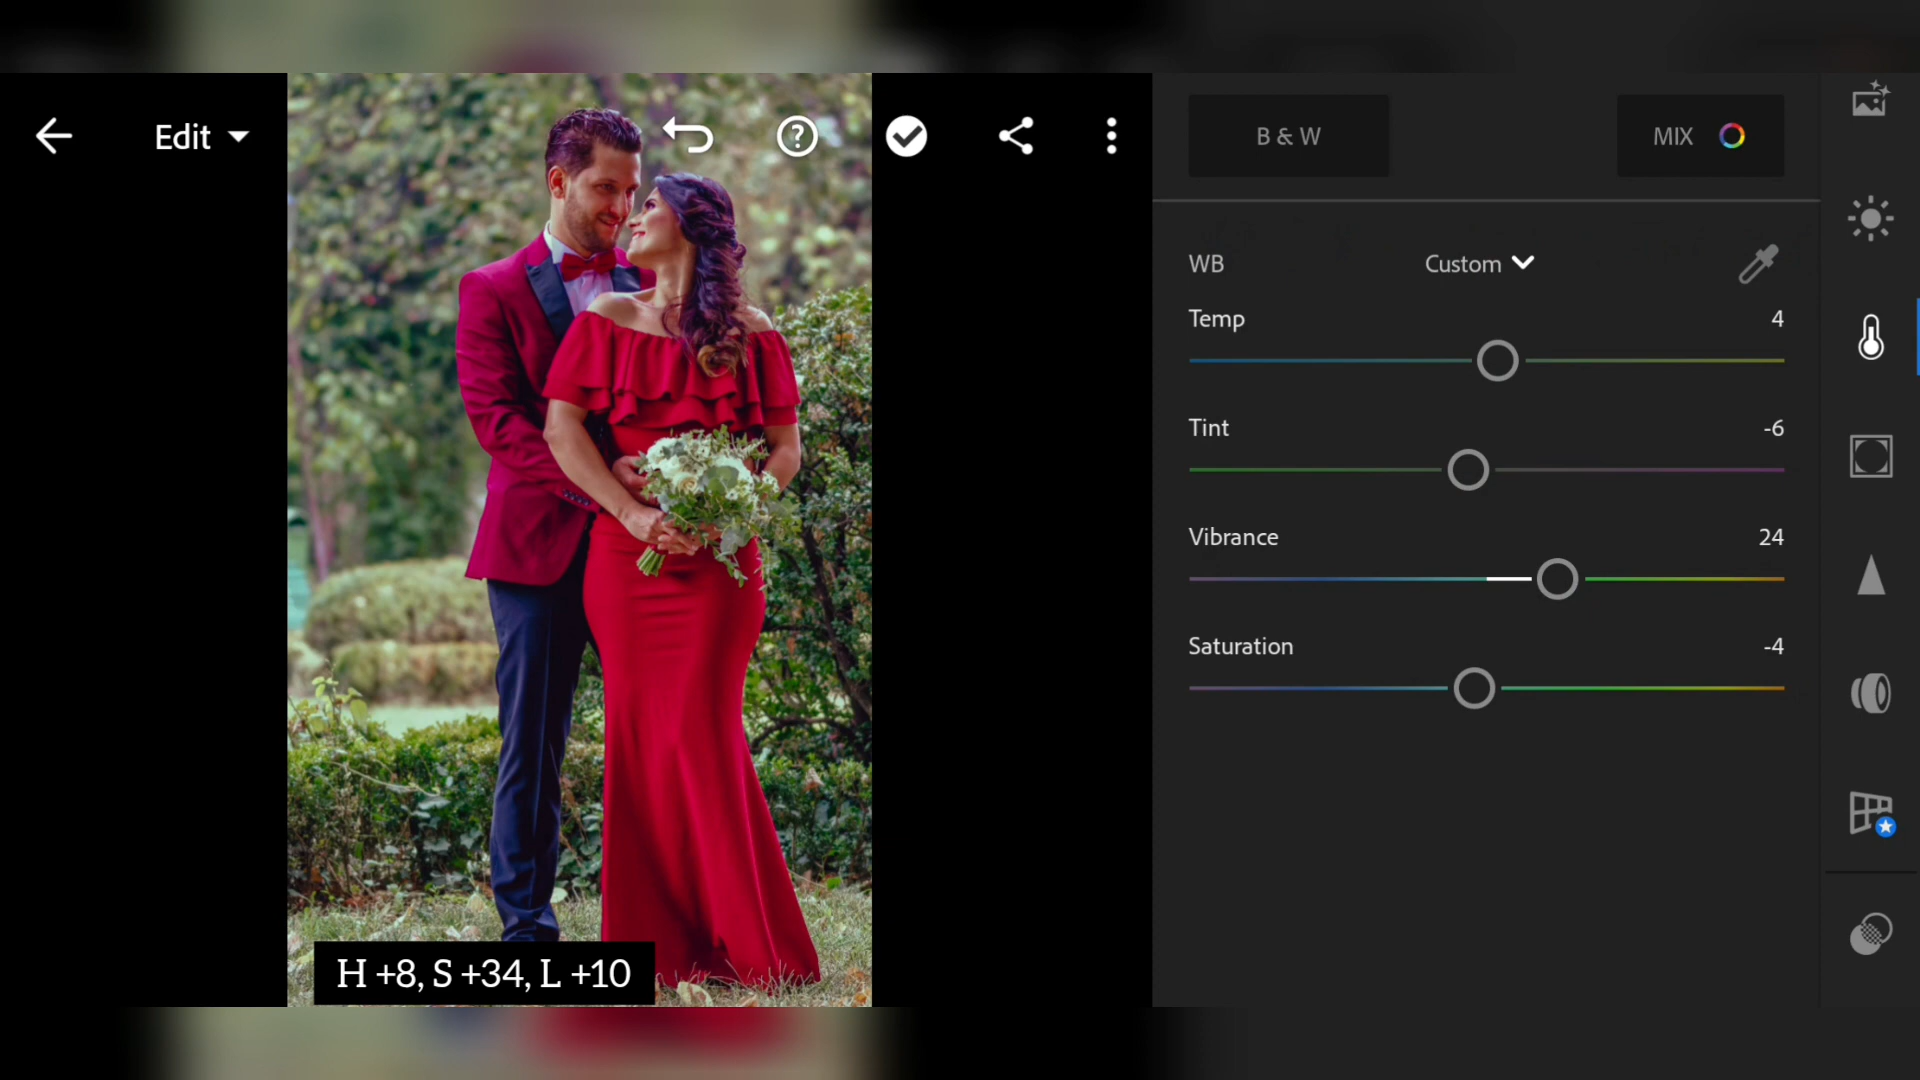 Edit
B & W
MIX
WB
Custom
Temp
4
Tint
-6
Vibrance
24
Saturation
-4
H +8, S +34, L +10